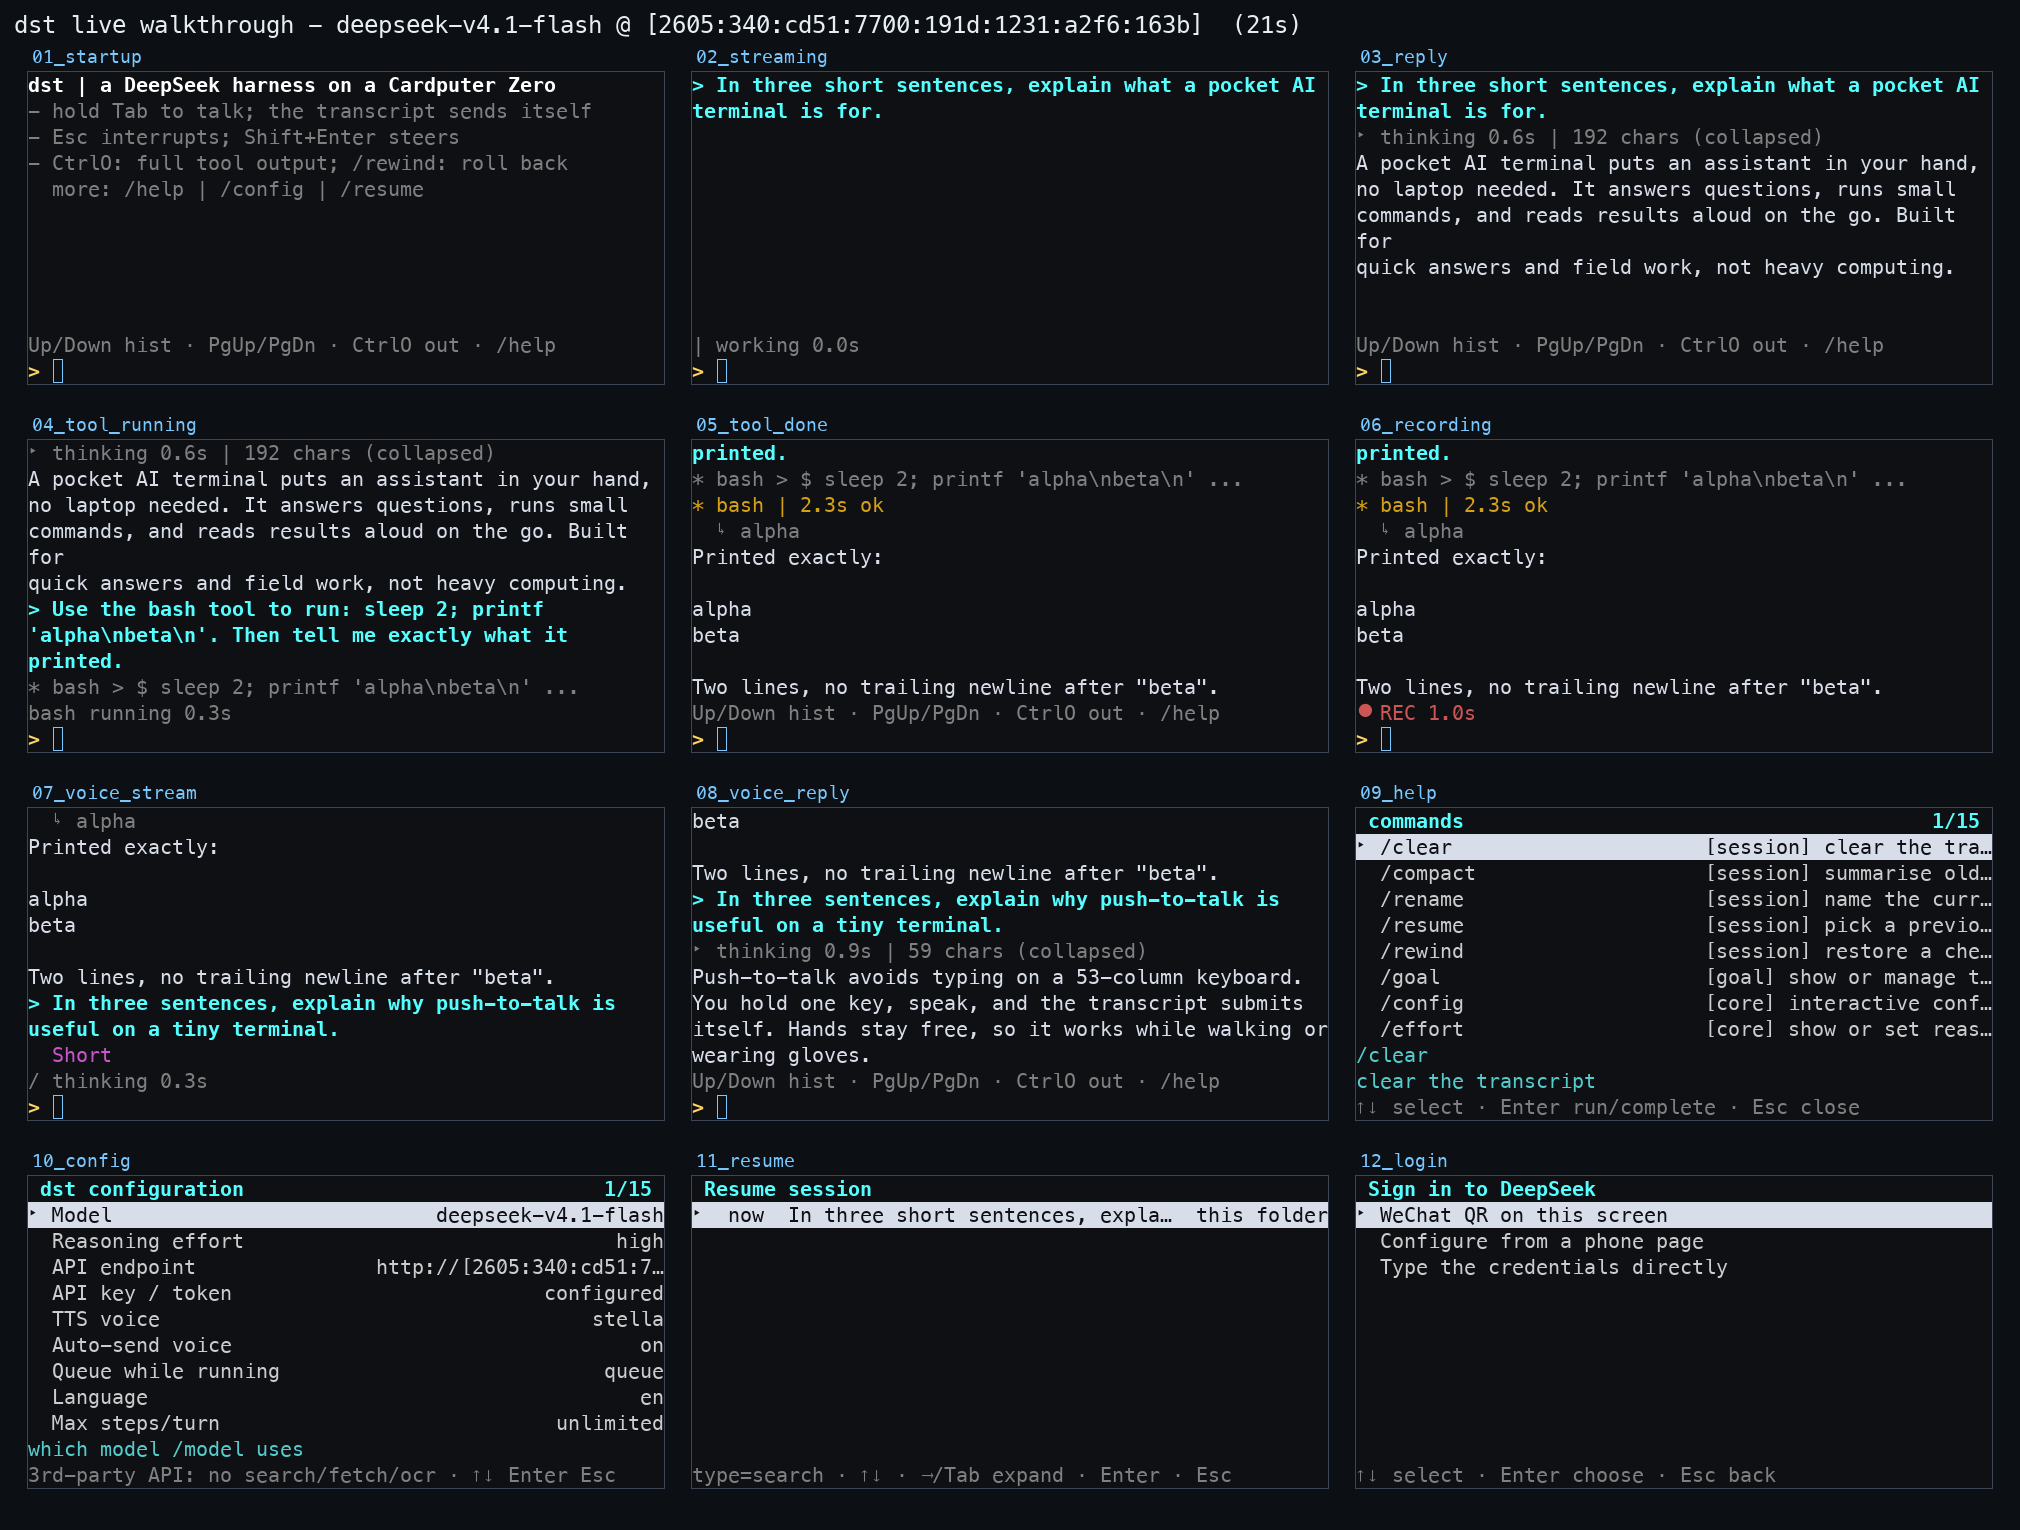 dst live walkthrough — deepseek-v4.1-flash @ [2605:340:cd51:7700:191d:1231:a2f6:163b]  (21s)
01_startup
dst | a DeepSeek harness on a Cardputer Zero
- hold Tab to talk; the transcript sends itself
- Esc interrupts; Shift+Enter steers
- CtrlO: full tool output; /rewind: roll back
  more: /help | /config | /resume
Up/Down hist · PgUp/PgDn · CtrlO out · /help
>
02_streaming
> In three short sentences, explain what a pocket AI
terminal is for.
| working 0.0s
>
03_reply
> In three short sentences, explain what a pocket AI
terminal is for.
‣ thinking 0.6s | 192 chars (collapsed)
A pocket AI terminal puts an assistant in your hand,
no laptop needed. It answers questions, runs small
commands, and reads results aloud on the go. Built
for
quick answers and field work, not heavy computing.
Up/Down hist · PgUp/PgDn · CtrlO out · /help
>
04_tool_running
‣ thinking 0.6s | 192 chars (collapsed)
A pocket AI terminal puts an assistant in your hand,
no laptop needed. It answers questions, runs small
commands, and reads results aloud on the go. Built
for
quick answers and field work, not heavy computing.
> Use the bash tool to run: sleep 2; printf
'alpha\nbeta\n'. Then tell me exactly what it
printed.
* bash > $ sleep 2; printf 'alpha\nbeta\n' ...
bash running 0.3s
>
05_tool_done
printed.
* bash > $ sleep 2; printf 'alpha\nbeta\n' ...
* bash | 2.3s ok
  ↳ alpha
Printed exactly:
alpha
beta
Two lines, no trailing newline after "beta".
Up/Down hist · PgUp/PgDn · CtrlO out · /help
>
06_recording
printed.
* bash > $ sleep 2; printf 'alpha\nbeta\n' ...
* bash | 2.3s ok
  ↳ alpha
Printed exactly:
alpha
beta
Two lines, no trailing newline after "beta".
● REC 1.0s
>
07_voice_stream
  ↳ alpha
Printed exactly:
alpha
beta
Two lines, no trailing newline after "beta".
> In three sentences, explain why push-to-talk is
useful on a tiny terminal.
  Short
/ thinking 0.3s
>
08_voice_reply
beta
Two lines, no trailing newline after "beta".
> In three sentences, explain why push-to-talk is
useful on a tiny terminal.
‣ thinking 0.9s | 59 chars (collapsed)
Push-to-talk avoids typing on a 53-column keyboard.
You hold one key, speak, and the transcript submits
itself. Hands stay free, so it works while walking or
wearing gloves.
Up/Down hist · PgUp/PgDn · CtrlO out · /help
>
09_help
commands 1/15
‣ /clear [session] clear the tra…
/compact [session] summarise old…
/rename [session] name the curr…
/resume [session] pick a previo…
/rewind [session] restore a che…
/goal [goal] show or manage t…
/config [core] interactive conf…
/effort [core] show or set reas…
/clear
clear the transcript
↑↓ select · Enter run/complete · Esc close
10_config
dst configuration 1/15
‣ Model deepseek-v4.1-flash
Reasoning effort high
API endpoint http://[2605:340:cd51:7…
API key / token configured
TTS voice stella
Auto-send voice on
Queue while running queue
Language en
Max steps/turn unlimited
which model /model uses
3rd-party API: no search/fetch/ocr · ↑↓ Enter Esc
11_resume
Resume session
‣ now  In three short sentences, expla…  this folder
type=search · ↑↓ · →/Tab expand · Enter · Esc
12_login
Sign in to DeepSeek
‣ WeChat QR on this screen
Configure from a phone page
Type the credentials directly
↑↓ select · Enter choose · Esc back